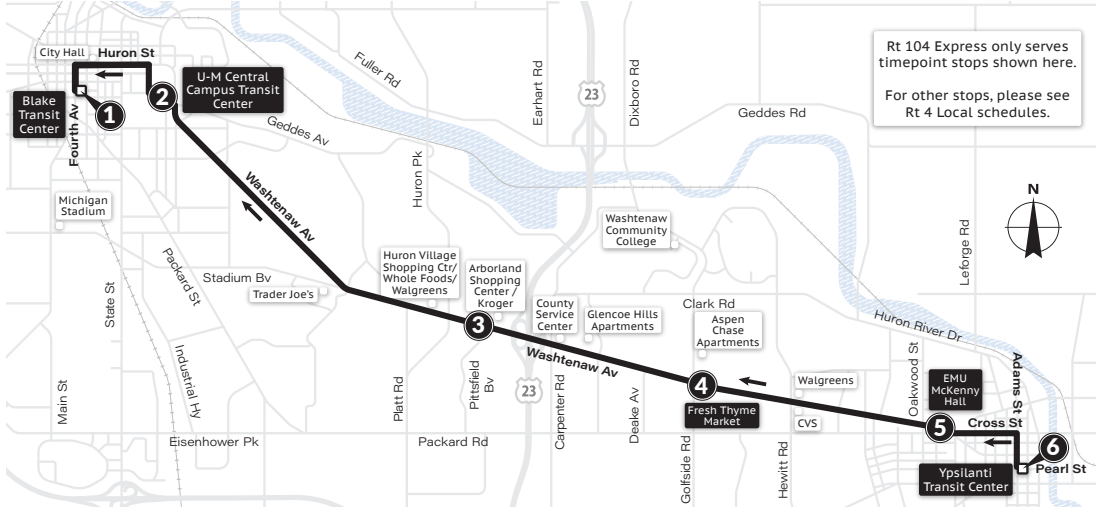 City Hall
Huron St
U-M Central
Campus Transit
Center
Blake
Transit
Center
1
2
Fourth Av
Fuller Rd
Geddes Av
Earhart Rd
23
Dixboro Rd
Geddes Rd
Rt 104 Express only serves
timepoint stops shown here.
For other stops, please see
Rt 4 Local schedules.
Michigan
Stadium
Washtenaw Av
Huron Pk
Washtenaw
Community
College
N
Leforge Rd
Packard St
Stadium Bv
Trader Joe's
State St
Huron Village
Shopping Ctr/
Whole Foods/
Walgreens
Arborland
Shopping
Center /
Kroger
3
County
Service
Center
Glencoe Hills
Apartments
Clark Rd
Aspen
Chase
Apartments
Huron River Dr
Washtenaw Av
Main St
Industrial Hy
Platt Rd
Pittsfield
Bv
23
Carpenter Rd
Deake Av
4
Fresh Thyme
Market
Walgreens
CVS
Oakwood St
EMU
McKenny
Hall
Adams St
5
Cross St
Eisenhower Pk
Packard Rd
Golfside Rd
Hewitt Rd
6
Pearl St
Ypsilanti
Transit Center